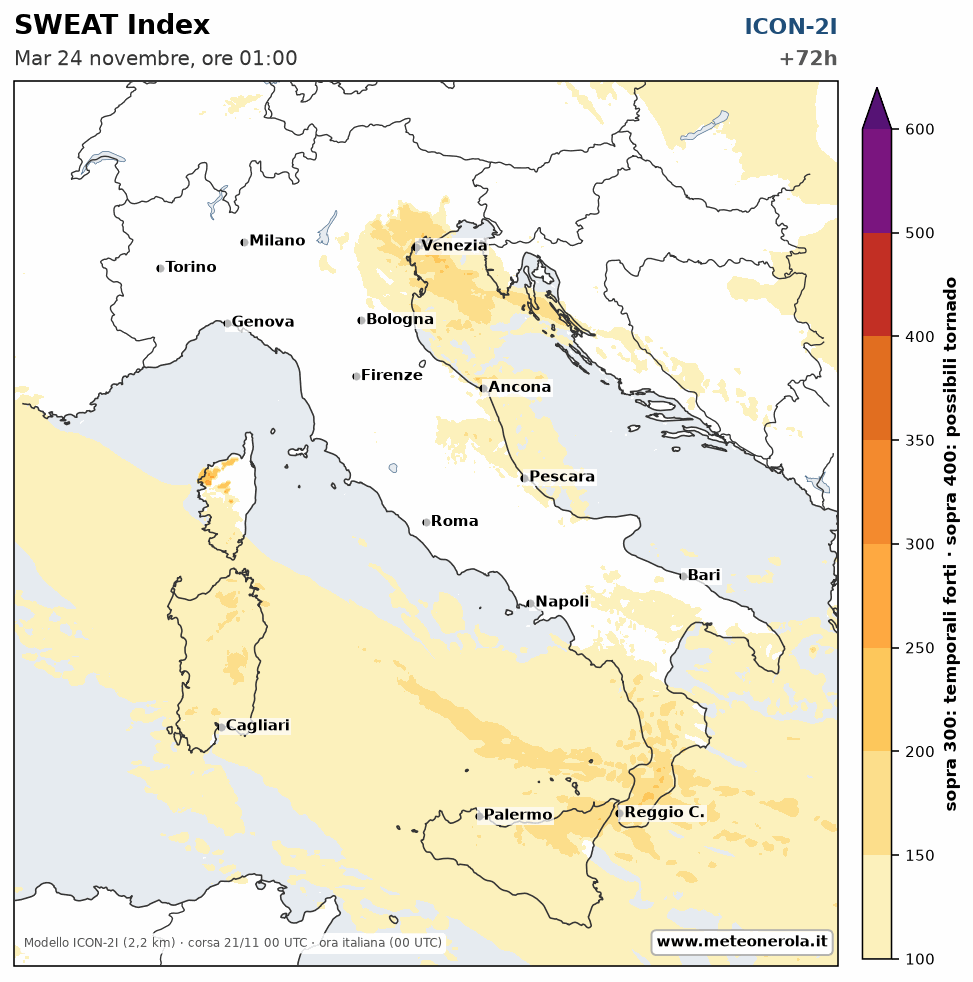 SWEAT Index
ICON-2I
Mar 24 novembre, ore 01:00
+72h
600
500
400
350
300
250
200
150
100
sopra 300: temporali forti · sopra 400: possibili tornado
Milano
Venezia
Torino
Genova
Bologna
Firenze
Ancona
Pescara
Roma
Bari
Napoli
Cagliari
Palermo
Reggio C.
Modello ICON-2I (2,2 km) · corsa 21/11 00 UTC · ora italiana (00 UTC)
www.meteonerola.it